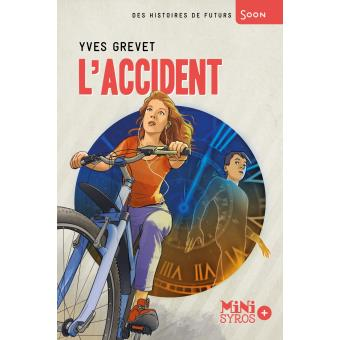 DES HISTOIRES DE FUTURS SOON
YVES GREVET
L'ACCIDENT
MiNi
SYROS +